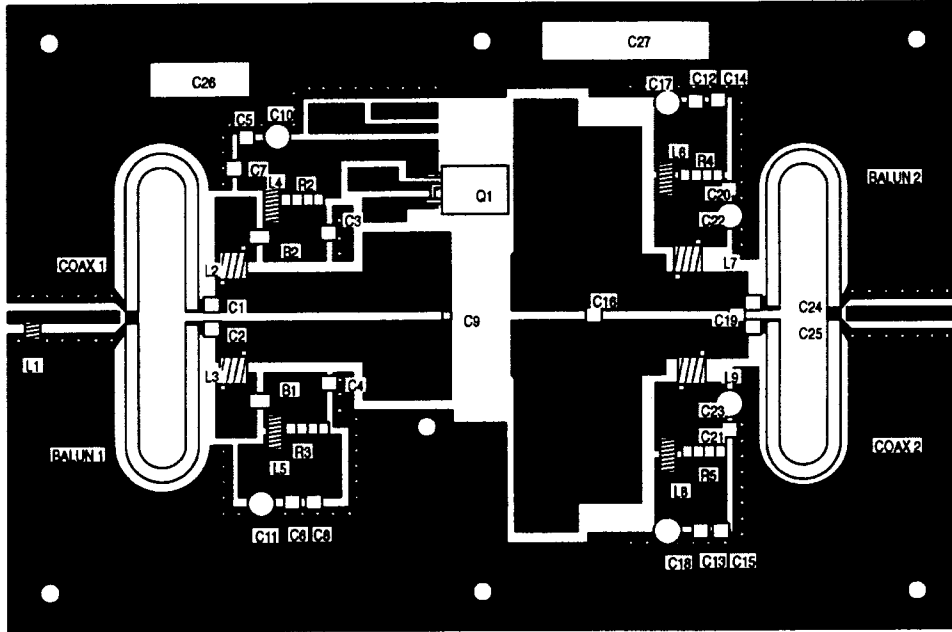 C27
C26
C17 C12 C14
C5 C10
L6 R4
C7 L4 R2
BALUN 2
Q1
C20
C3 C22
R2
COAX 1 L2 L7
C1 C16 C24
C9 C19
C2 C25
L1
L3 B1 C4 L9
C23
BALUN 1 R3 C21 COAX 2
L5 R5
L8
C11 C6 C8 C18 C13 C15